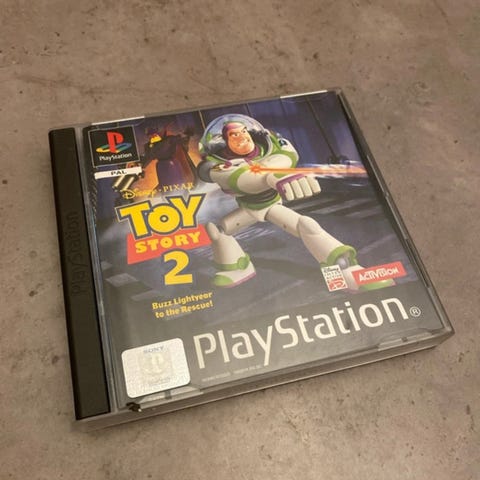 PlayStation
PlayStation
PAL
Disney • PIXAR
TOY
STORY
2
Buzz Lightyear
to the Rescue!
ACTIVISION
SONY
PlayStation®